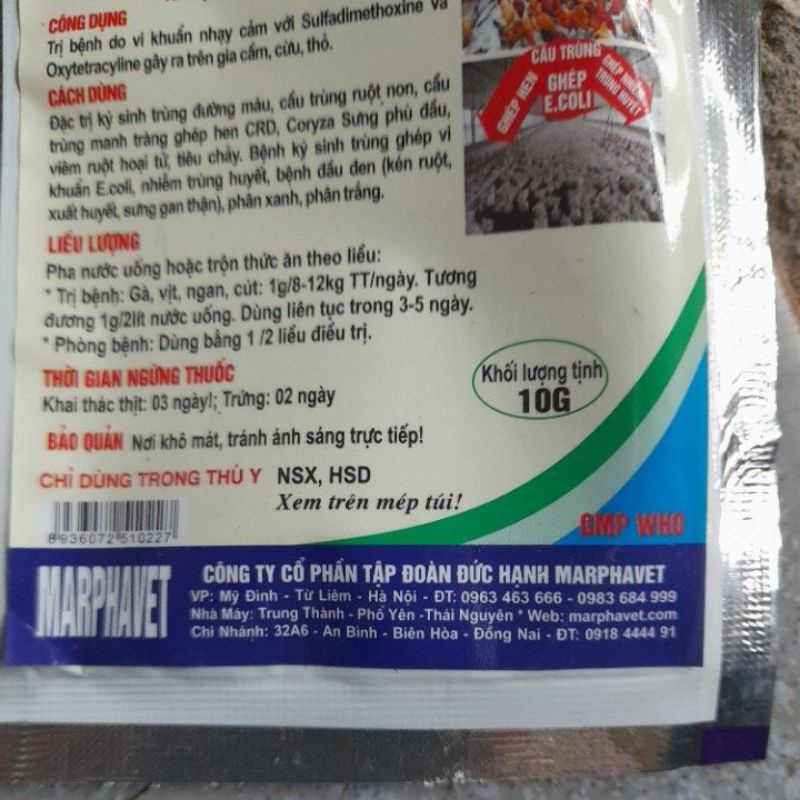 CÔNG DỤNG
Trị bệnh do vi khuẩn nhạy cảm với Sulfadimethoxine và
Oxytetracyline gây ra trên gia cầm, cừu, thỏ.
CÁCH DÙNG
Đặc trị ký sinh trùng đường máu, cầu trùng ruột non, cầu
trùng manh tràng ghép hen CRD, Coryza Sưng phù đầu,
viêm ruột hoại tử, tiêu chảy. Bệnh ký sinh trùng ghép vi
khuẩn E.coli, nhiễm trùng huyết, bệnh đầu đen (kén ruột,
xuất huyết, sưng gan thận), phân xanh, phân trắng.
CẦU TRÙNG
GHÉP HEN
GHÉP
E.COLI
GHÉP NHIỄM
TRÙNG HUYẾT
LIỀU LƯỢNG
Pha nước uống hoặc trộn thức ăn theo liều:
* Trị bệnh: Gà, vịt, ngan, cút: 1g/8-12kg TT/ngày. Tương
đương 1g/2lít nước uống. Dùng liên tục trong 3-5 ngày.
* Phòng bệnh: Dùng bằng 1 /2 liều điều trị.
THỜI GIAN NGỪNG THUỐC
Khai thác thịt: 03 ngày!; Trứng: 02 ngày
Khối lượng tịnh
10G
BẢO QUẢN Nơi khô mát, tránh ánh sáng trực tiếp!
CHỈ DÙNG TRONG THÚ Y NSX, HSD
Xem trên mép túi!
8 936072 510227
GMP WHO
MARPHAVET
CÔNG TY CỔ PHẦN TẬP ĐOÀN ĐỨC HẠNH MARPHAVET
VP: Mỹ Đình - Từ Liêm - Hà Nội - ĐT: 0963 463 666 - 0983 684 999
Nhà Máy: Trung Thành - Phổ Yên -Thái Nguyên * Web: marphavet.com
Chi Nhánh: 32A6 - An Bình - Biên Hòa - Đồng Nai - ĐT: 0918 4444 91